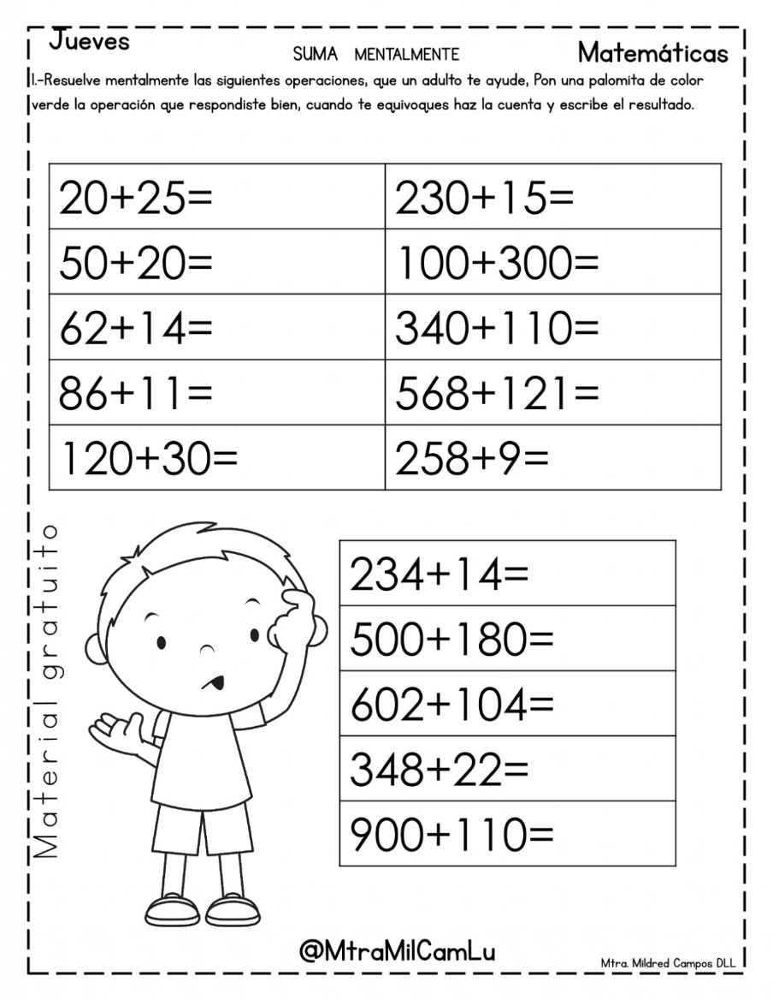 Jueves
SUMA MENTALMENTE
Matemáticas
1.-Resuelve mentalmente las siguientes operaciones, que un adulto te ayude, Pon una palomita de color
verde la operación que respondiste bien, cuando te equivoques haz la cuenta y escribe el resultado.
20+25=
230+15=
50+20=
100+300=
62+14=
340+110=
86+11=
568+121=
120+30=
258+9=
Material gratuito
234+14=
500+180=
602+104=
348+22=
900+110=
@MtraMilCamLu
Mtra. Mildred Campos DLL